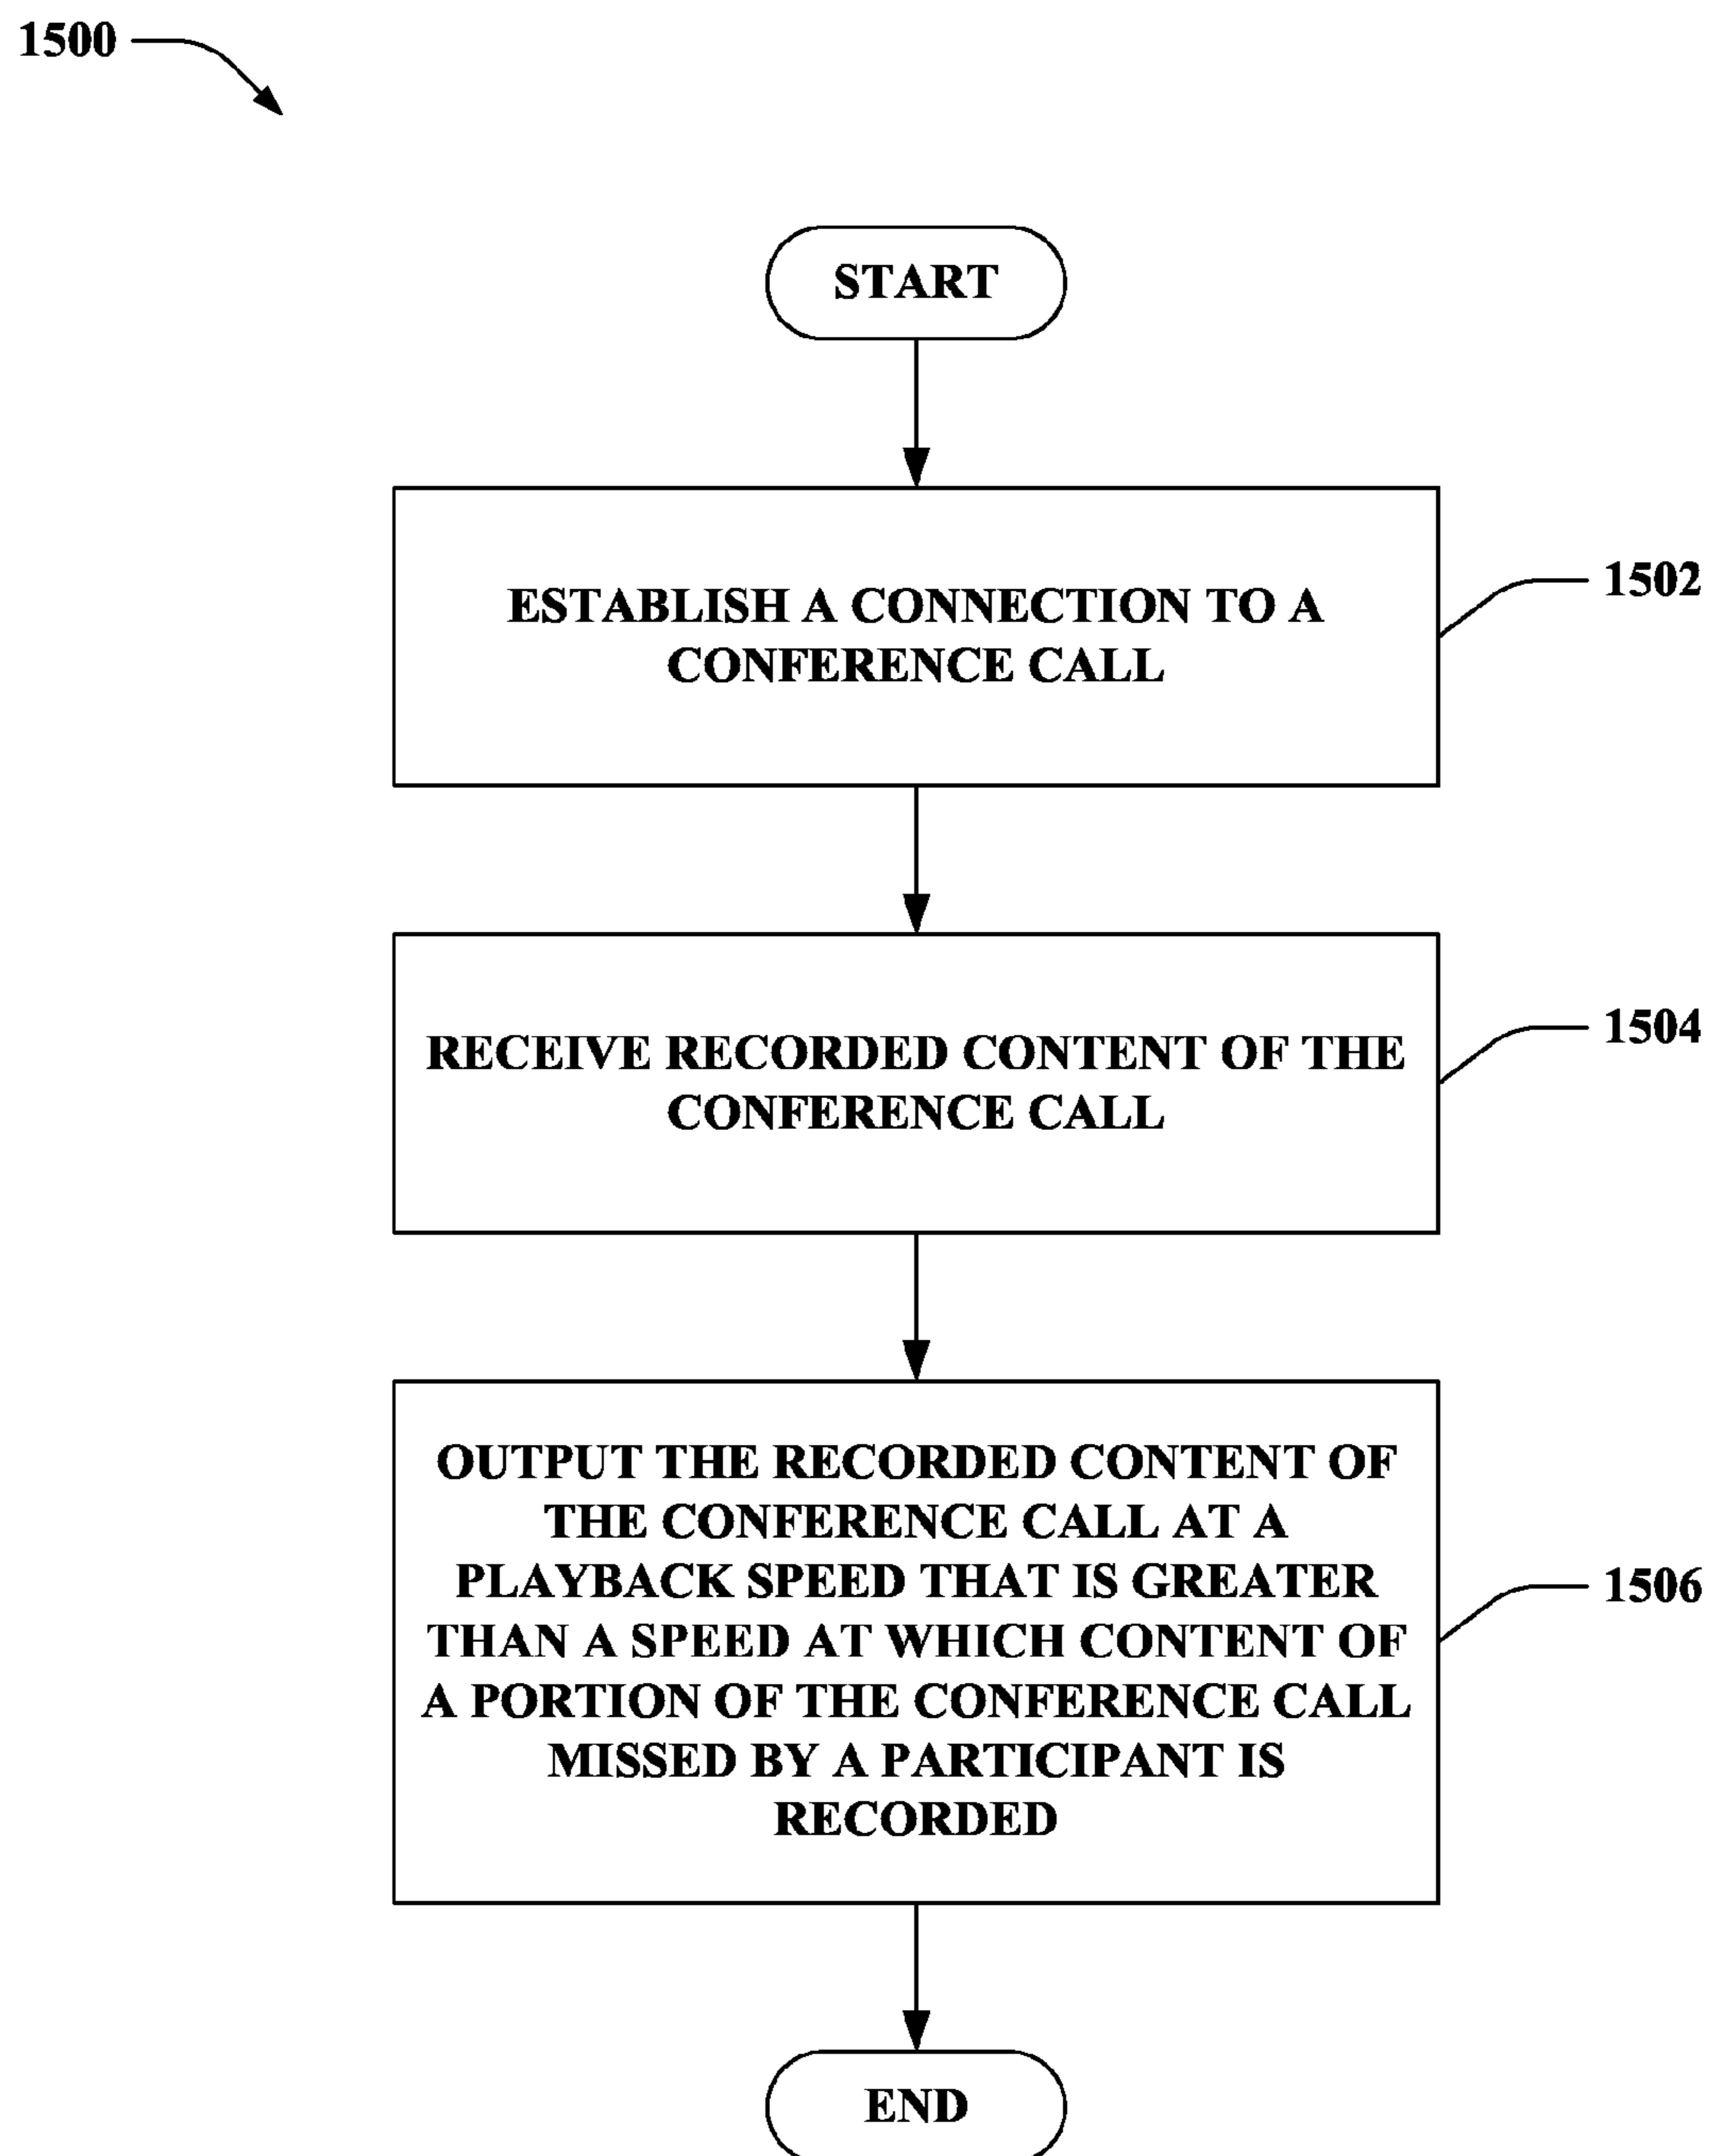 1500
START
ESTABLISH A CONNECTION TO A
CONFERENCE CALL
1502
RECEIVE RECORDED CONTENT OF THE
CONFERENCE CALL
1504
OUTPUT THE RECORDED CONTENT OF
THE CONFERENCE CALL AT A
PLAYBACK SPEED THAT IS GREATER
THAN A SPEED AT WHICH CONTENT OF
A PORTION OF THE CONFERENCE CALL
MISSED BY A PARTICIPANT IS
RECORDED
1506
END